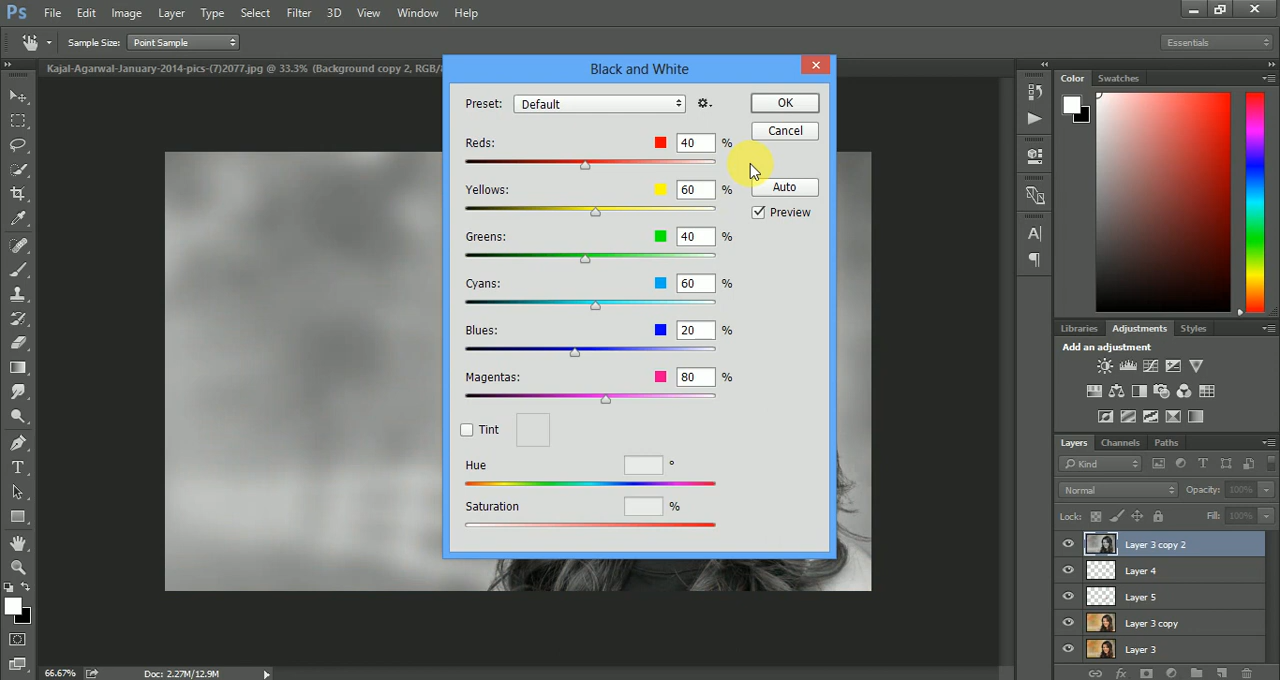 Ps File Edit Image Layer Type Select Filter 3D View Window Help
Sample Size: Point Sample Essentials
Kajal-Agarwal-January-2014-pics-(7)2077.jpg @ 33.3% (Background copy 2, RGB/
Black and White
Preset: Default OK
Cancel
Reds: 40 %
Auto
Yellows: 60 %
Preview
Greens: 40 %
Cyans: 60 %
Blues: 20 %
Magentas: 80 %
Tint
Hue °
Saturation %
Color Swatches
Libraries Adjustments Styles
Add an adjustment
Layers Channels Paths
Kind
Normal Opacity: 100%
Lock: Fill: 100%
Layer 3 copy 2
Layer 4
Layer 5
Layer 3 copy
Layer 3
66.67% Doc: 2.27M/12.9M